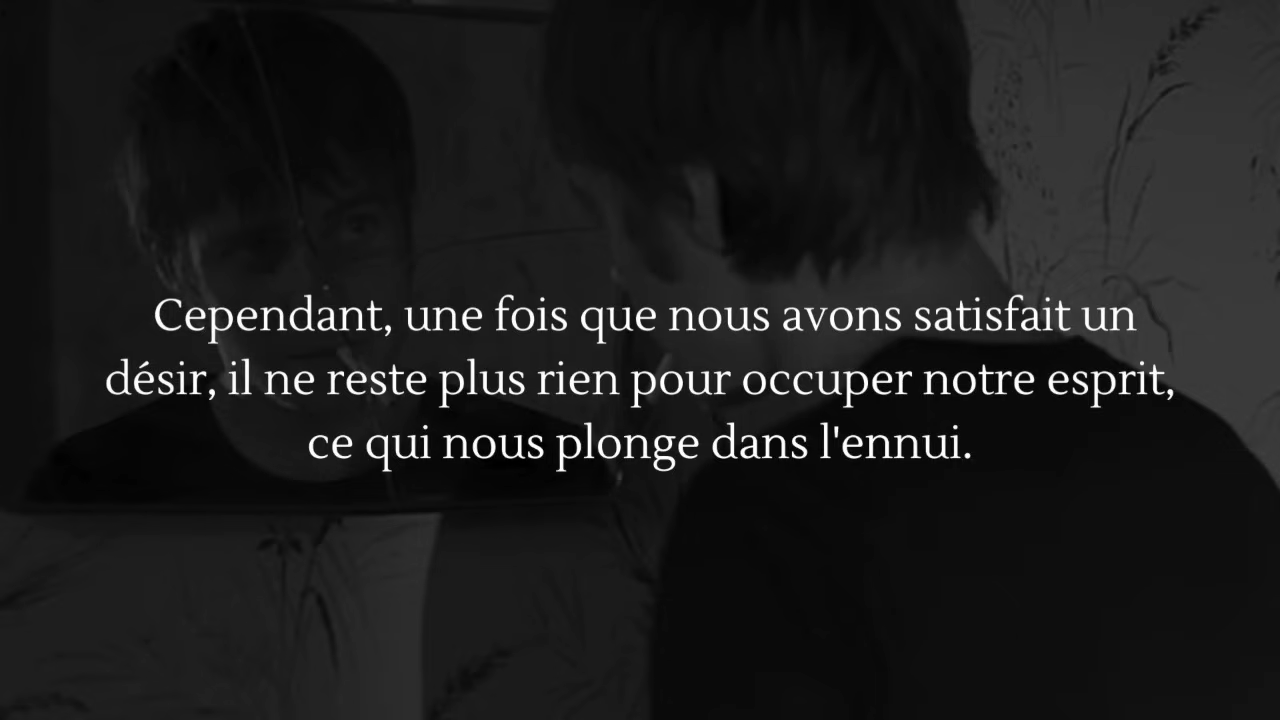 Cependant, une fois que nous avons satisfait un
désir, il ne reste plus rien pour occuper notre esprit,
ce qui nous plonge dans l'ennui.